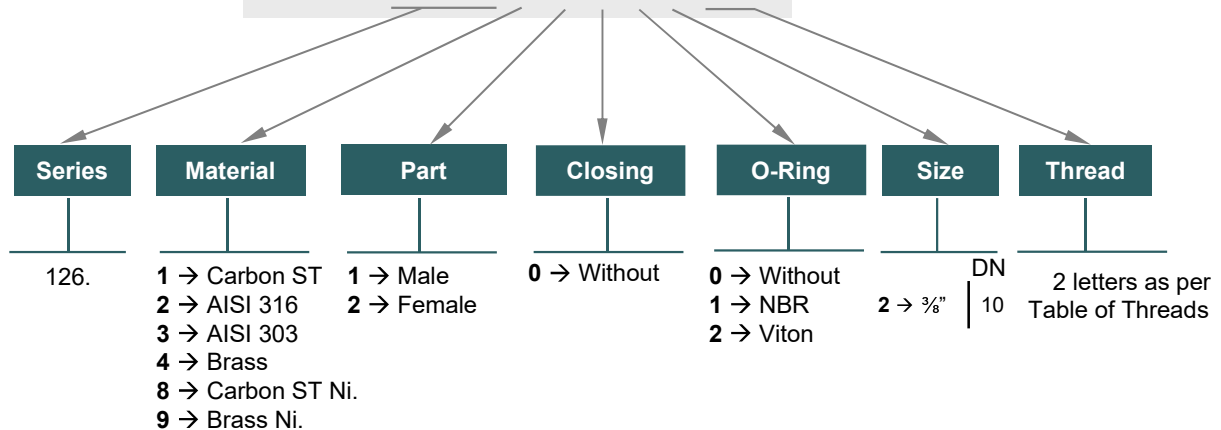 Series Material Part Closing O-Ring Size Thread
126.
1 → Carbon ST
2 → AISI 316
3 → AISI 303
4 → Brass
8 → Carbon ST Ni.
9 → Brass Ni.
1 → Male
2 → Female
0 → Without
0 → Without
1 → NBR
2 → Viton
DN
2 → ⅜” 10
2 letters as per
Table of Threads